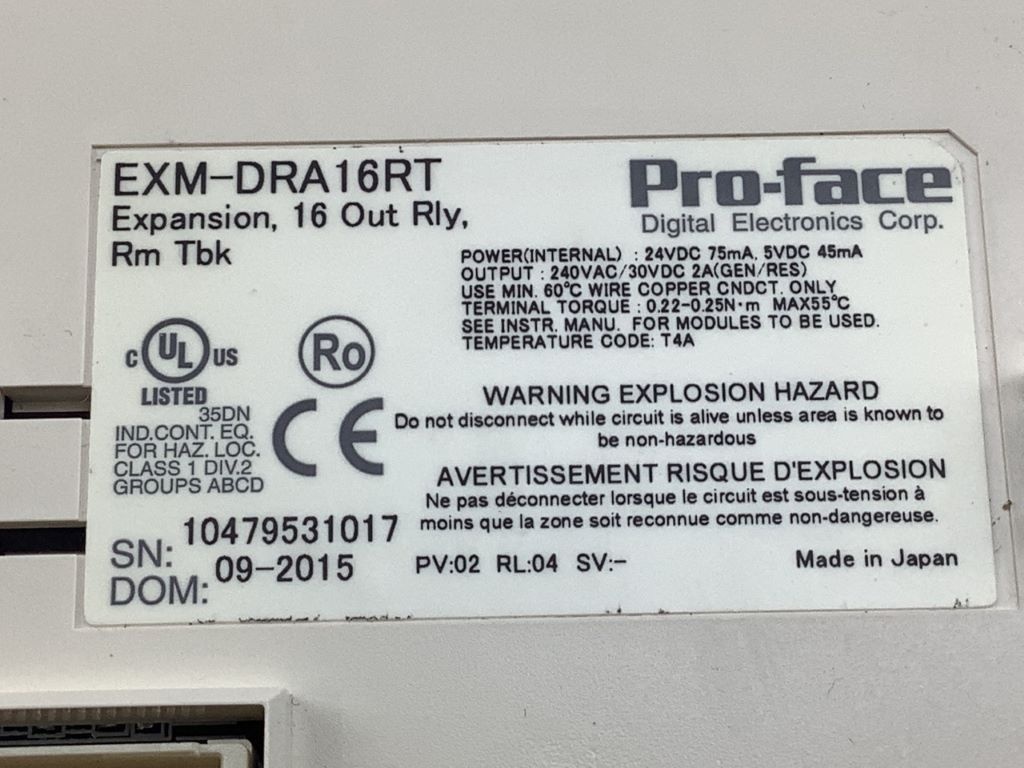 EXM-DRA16RT
Expansion, 16 Out Rly,
Rm Tbk
Pro-face
Digital Electronics Corp.
POWER(INTERNAL) : 24VDC 75mA, 5VDC 45mA
OUTPUT : 240VAC/30VDC 2A(GEN/RES)
USE MIN. 60°C WIRE COPPER CNDCT. ONLY
TERMINAL TORQUE : 0.22-0.25N·m MAX55°C
SEE INSTR. MANU. FOR MODULES TO BE USED.
TEMPERATURE CODE: T4A
C UL US
LISTED
35DN
IND.CONT. EQ.
FOR HAZ. LOC.
CLASS 1 DIV.2
GROUPS ABCD
Ro
CE
WARNING EXPLOSION HAZARD
Do not disconnect while circuit is alive unless area is known to
be non-hazardous
AVERTISSEMENT RISQUE D'EXPLOSION
Ne pas déconnecter lorsque le circuit est sous-tension à
moins que la zone soit reconnue comme non-dangereuse.
SN: 10479531017
DOM: 09-2015
PV:02 RL:04 SV:-
Made in Japan